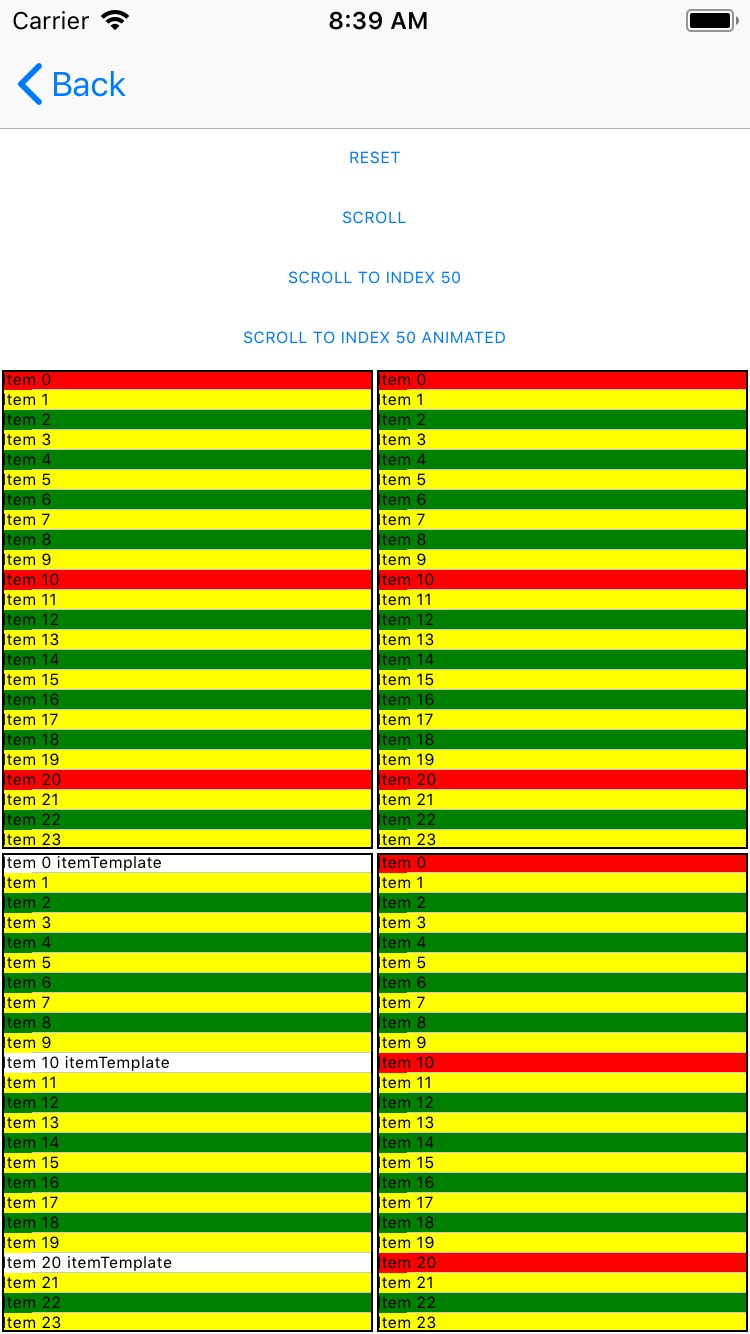 Carrier 8:39 AM
Back
RESET
SCROLL
SCROLL TO INDEX 50
SCROLL TO INDEX 50 ANIMATED
Item 0
Item 1
Item 2
Item 3
Item 4
Item 5
Item 6
Item 7
Item 8
Item 9
Item 10
Item 11
Item 12
Item 13
Item 14
Item 15
Item 16
Item 17
Item 18
Item 19
Item 20
Item 21
Item 22
Item 23
Item 0
Item 1
Item 2
Item 3
Item 4
Item 5
Item 6
Item 7
Item 8
Item 9
Item 10
Item 11
Item 12
Item 13
Item 14
Item 15
Item 16
Item 17
Item 18
Item 19
Item 20
Item 21
Item 22
Item 23
Item 0 itemTemplate
Item 1
Item 2
Item 3
Item 4
Item 5
Item 6
Item 7
Item 8
Item 9
Item 10 itemTemplate
Item 11
Item 12
Item 13
Item 14
Item 15
Item 16
Item 17
Item 18
Item 19
Item 20 itemTemplate
Item 21
Item 22
Item 23
Item 0
Item 1
Item 2
Item 3
Item 4
Item 5
Item 6
Item 7
Item 8
Item 9
Item 10
Item 11
Item 12
Item 13
Item 14
Item 15
Item 16
Item 17
Item 18
Item 19
Item 20
Item 21
Item 22
Item 23